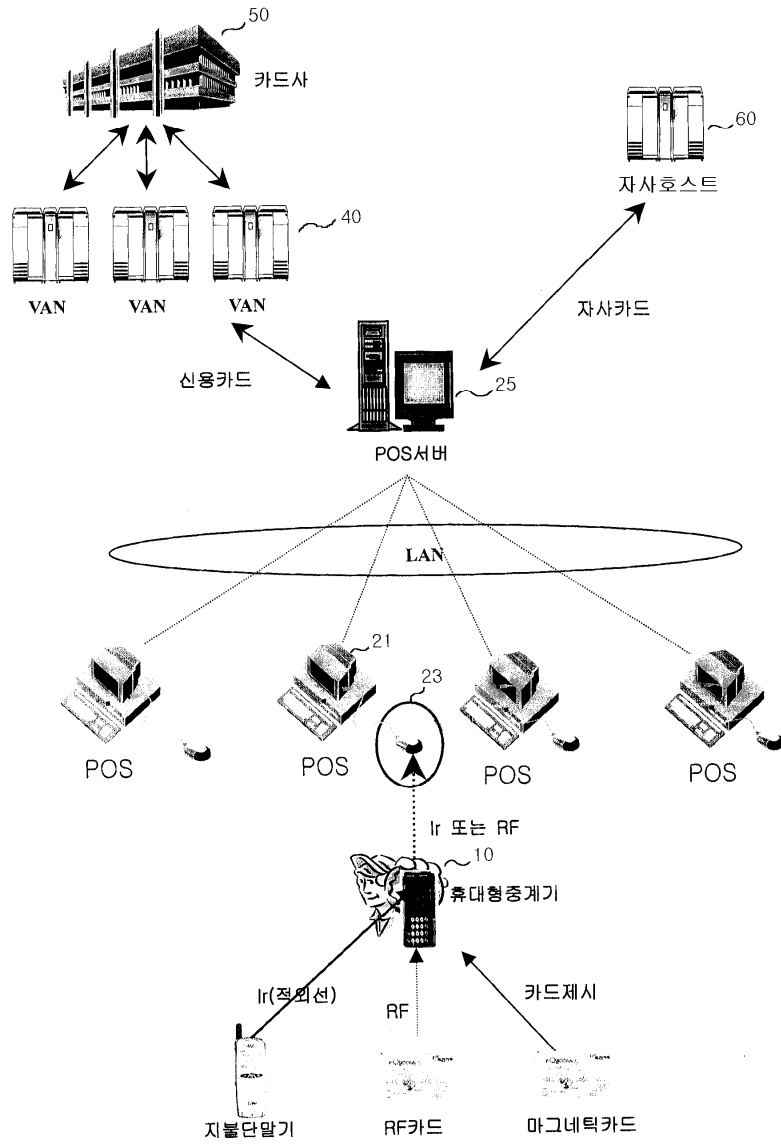 50
카드사
60
자사호스트
40
VAN
VAN
VAN
자사카드
신용카드
25
POS서버
LAN
21
23
POS
POS
POS
POS
Ir 또는 RF
10
휴대형중계기
Ir(적외선)
RF
카드제시
지불단말기
RF카드
마그네틱카드